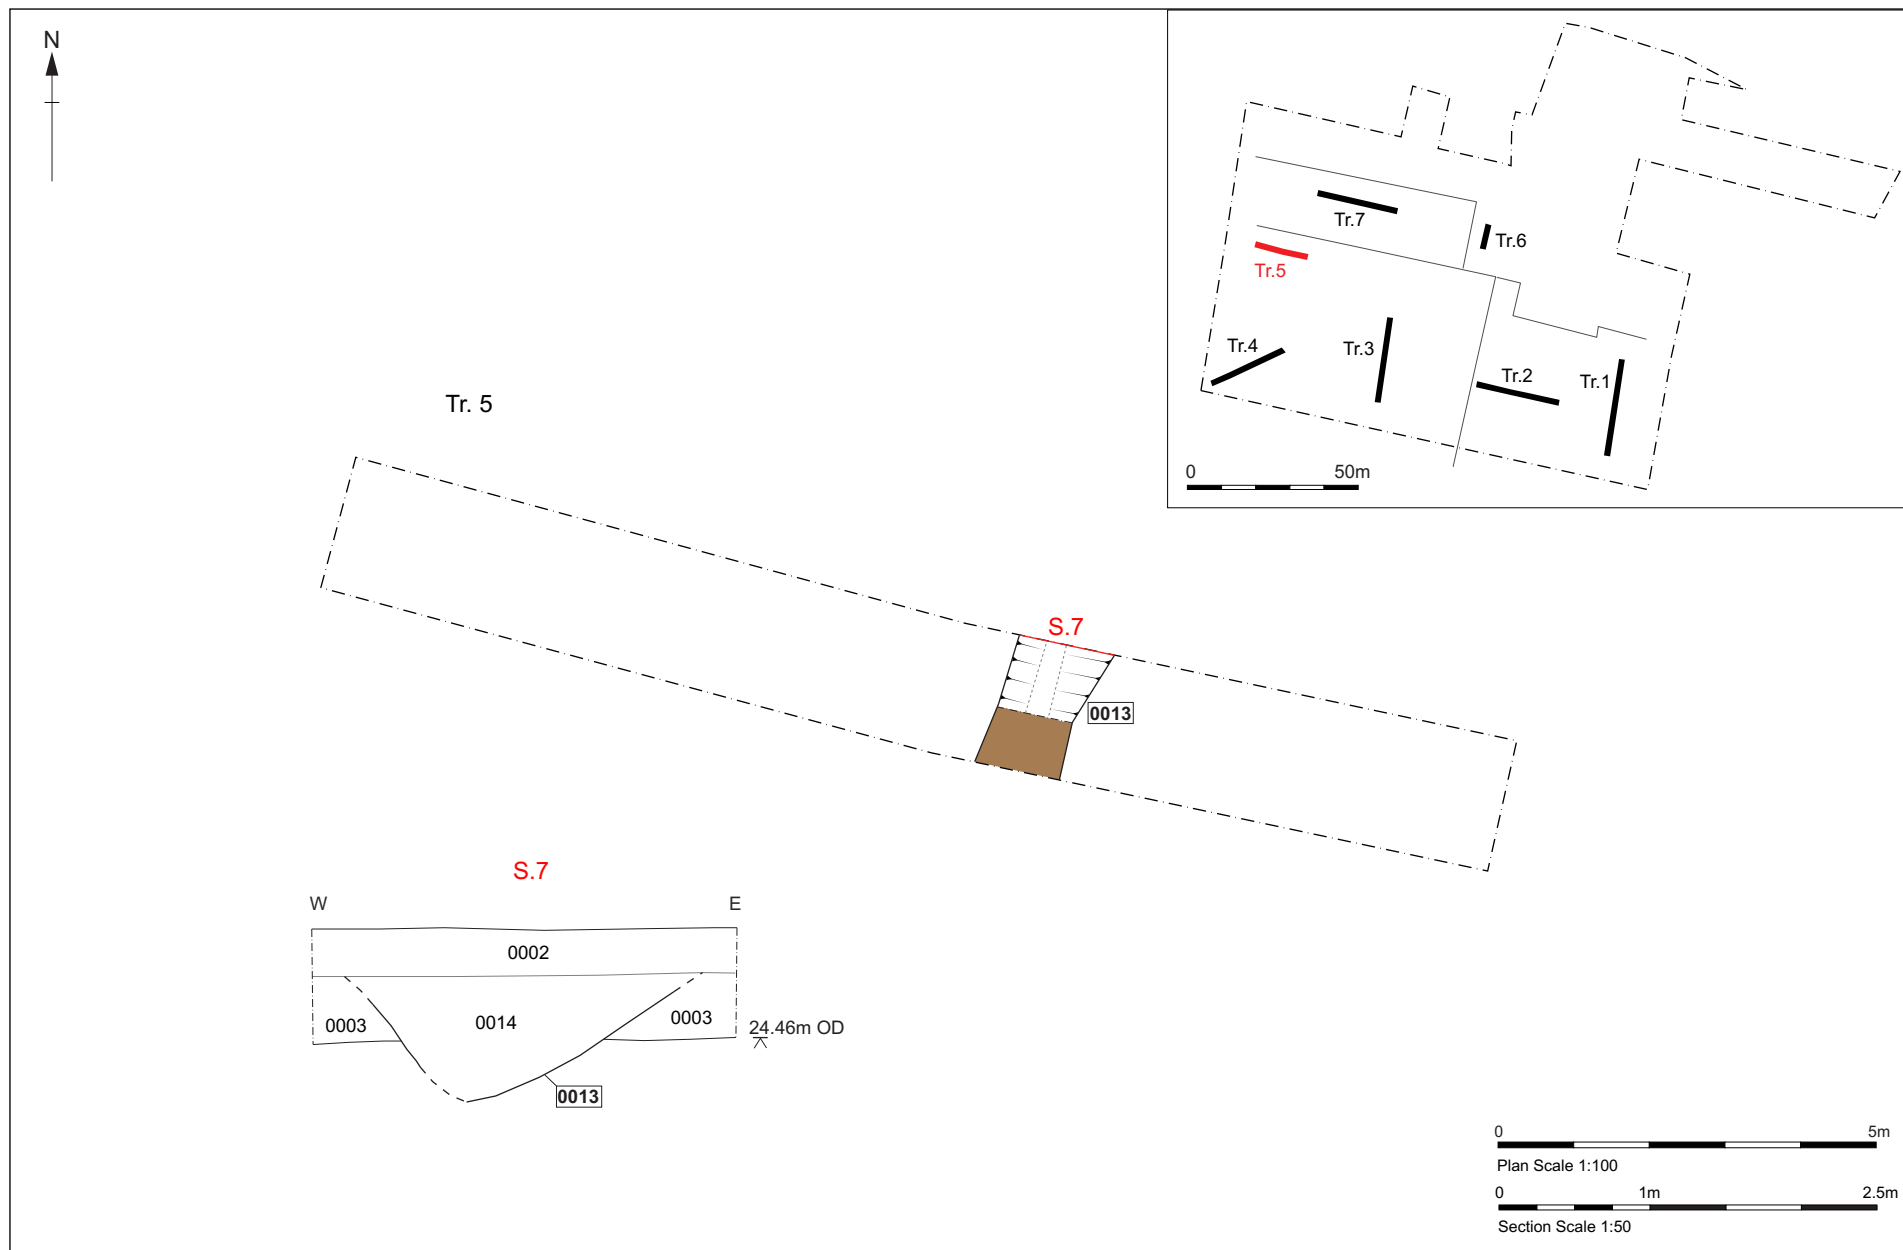 N
Tr.7
Tr.6
Tr.5
Tr.4
Tr.3
Tr.2
Tr.1
0 50m
Tr. 5
S.7
0013
S.7
W E
0002
0003 0014 0003
24.46m OD
0013
0 5m
Plan Scale 1:100
0 1m 2.5m
Section Scale 1:50